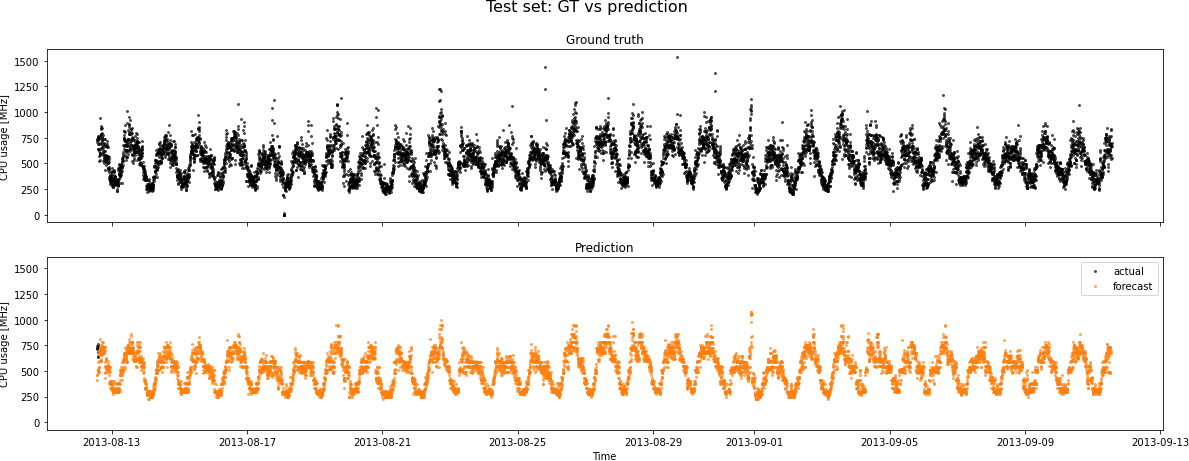 Test set: GT vs prediction
Ground truth
CPU usage [MHz]
1500
1250
1000
750
500
250
0
Prediction
CPU usage [MHz]
1500
1250
1000
750
500
250
0
actual
forecast
2013-08-13 2013-08-17 2013-08-21 2013-08-25 2013-08-29 2013-09-01 2013-09-05 2013-09-09 2013-09-13
Time